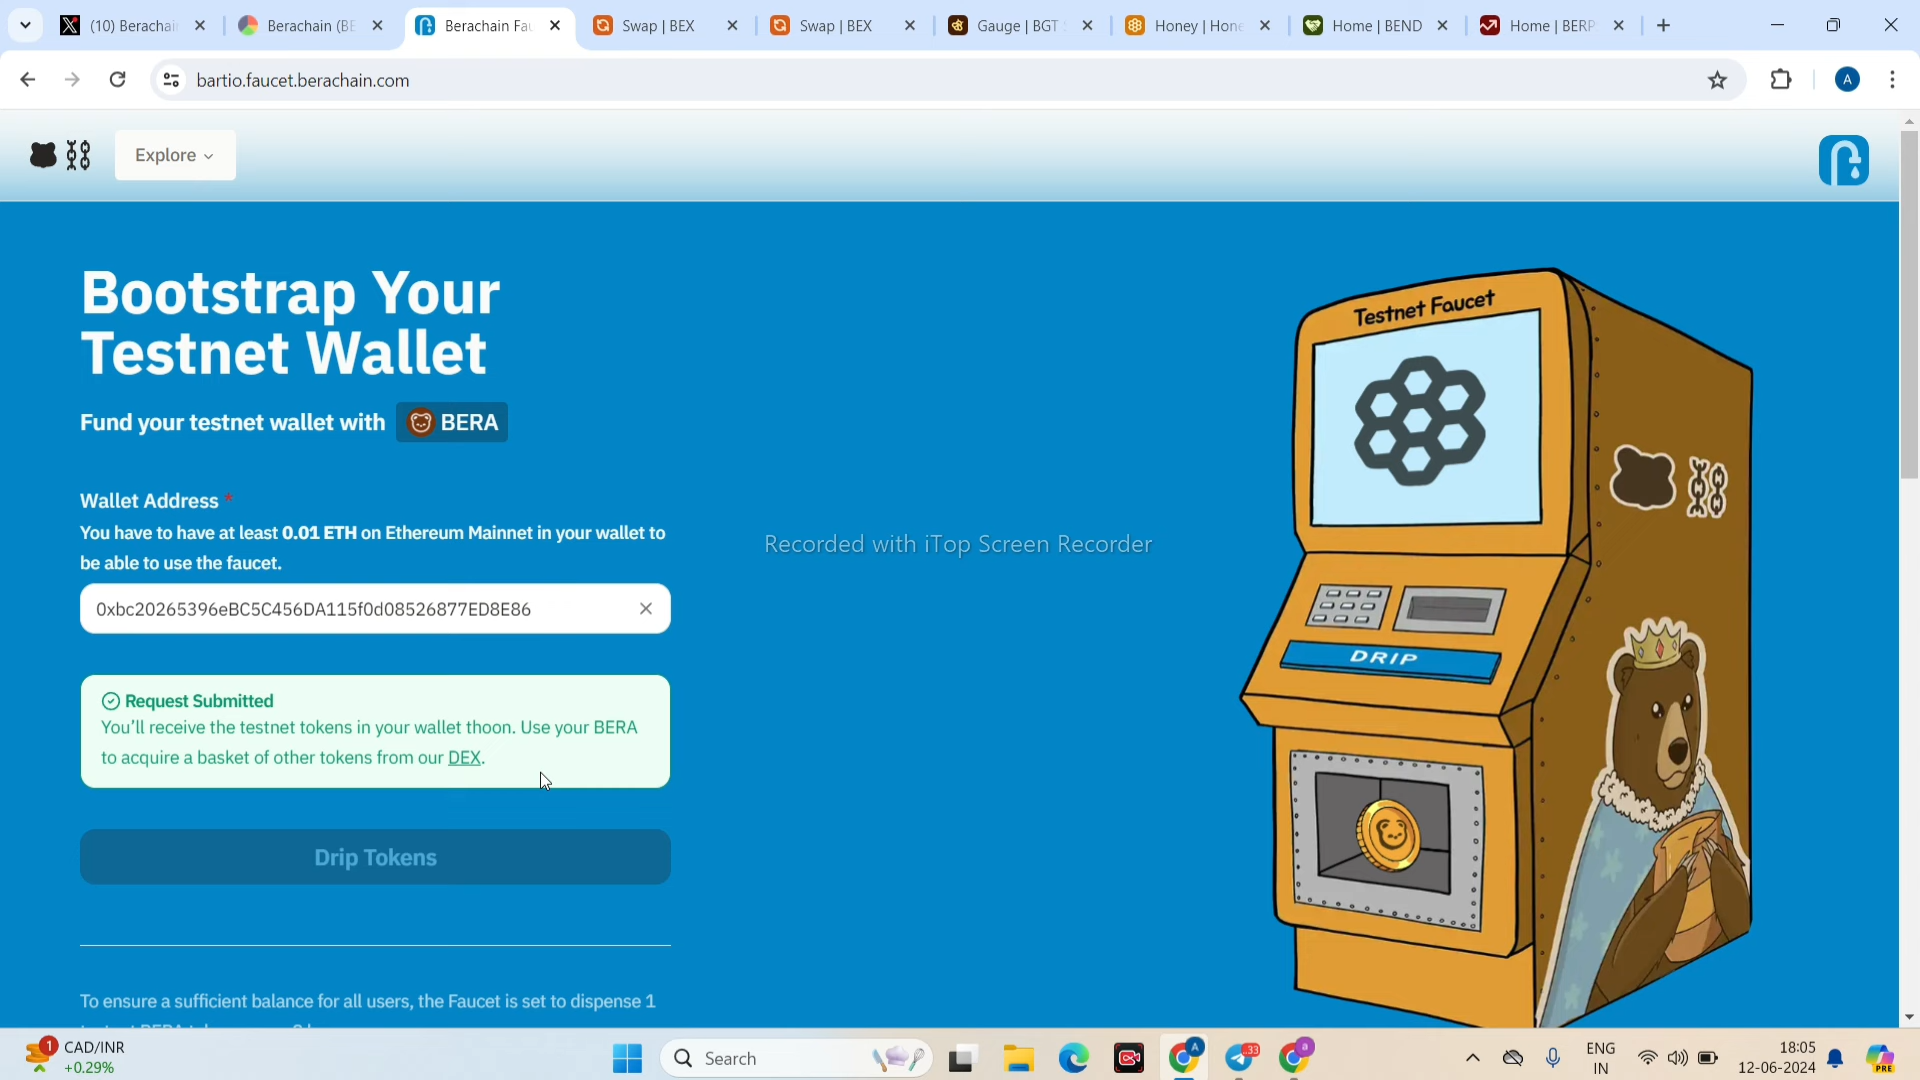 (10) Berachain
Berachain (BE
Berachain Fau
Swap | BEX
Swap | BEX
Gauge | BGT S
Honey | Hone
Home | BEND
Home | BERP
bartio.faucet.berachain.com
A
Explore
Bootstrap Your
Testnet Wallet
Fund your testnet wallet with BERA
Wallet Address *
You have to have at least 0.01 ETH on Ethereum Mainnet in your wallet to
be able to use the faucet.
0xbc20265396eBC5C456DA115f0d08526877ED8E86
Request Submitted
You'll receive the testnet tokens in your wallet thoon. Use your BERA
to acquire a basket of other tokens from our DEX.
Drip Tokens
To ensure a sufficient balance for all users, the Faucet is set to dispense 1
Recorded with iTop Screen Recorder
Testnet Faucet
DRIP
1
CAD/INR
+0.29%
Search
A
33
a
ENG
IN
18:05
12-06-2024
PRE